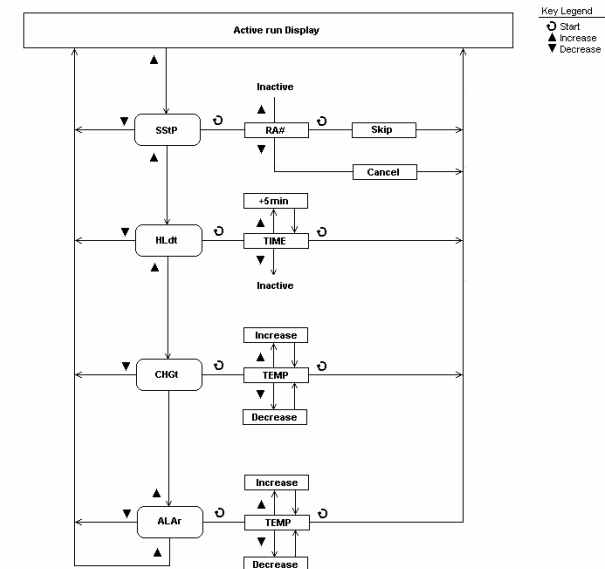 Key Legend
Start
Increase
Decrease
Active run Display
Inactive
SStP
RA#
Skip
Cancel
+5min
HLdt
TIME
Inactive
Increase
CHGt
TEMP
Decrease
Increase
ALAr
TEMP
Decrease